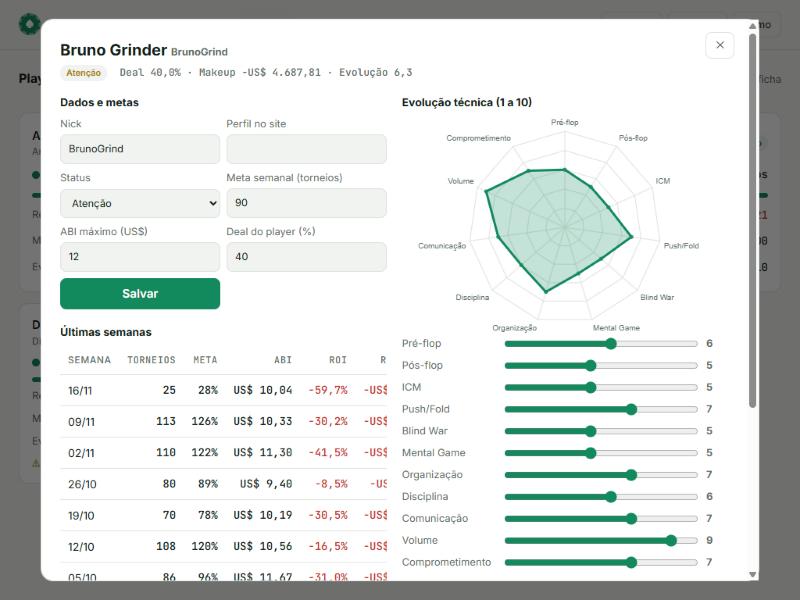 Bruno Grinder BrunoGrind
Atenção Deal 40,0% · Makeup -US$ 4.687,81 · Evolução 6,3
×
Dados e metas
Nick Perfil no site
BrunoGrind
Status Meta semanal (torneios)
Atenção 90
ABI máximo (US$) Deal do player (%)
12 40
Salvar
Últimas semanas
SEMANA TORNEIOS META ABI ROI R
16/11 25 28% US$ 10,04 -59,7% -US$
09/11 113 126% US$ 10,33 -30,2% -US$
02/11 110 122% US$ 11,30 -41,5% -US$
26/10 80 89% US$ 9,40 -8,5% -US
19/10 70 78% US$ 10,19 -30,5% -US$
12/10 108 120% US$ 10,56 -16,5% -US$
05/10 86 96% US$ 11,67 -31,0% -US$
Evolução técnica (1 a 10)
Pré-flop
Comprometimento Pós-flop
Volume ICM
Comunicação Push/Fold
Disciplina Blind War
Organização Mental Game
Pré-flop 6
Pós-flop 5
ICM 5
Push/Fold 7
Blind War 5
Mental Game 5
Organização 7
Disciplina 6
Comunicação 7
Volume 9
Comprometimento 7